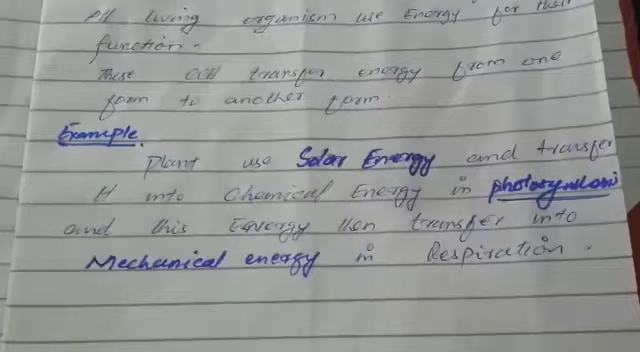 All living organism use Energy for their
function.
These cell transfer energy from one
form to another form.
Example.
Plant use Solar Energy and transfer
it into Chemical Energy in photosynthesis
and this Energy then transfer into
Mechanical energy in Respiration.